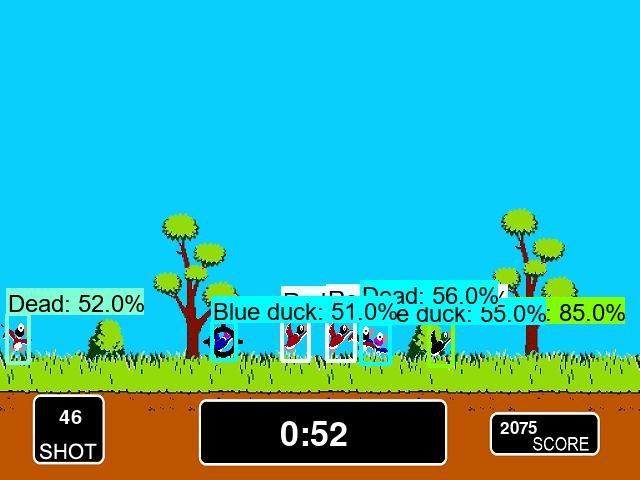 Dead: 52.0%
Blue duck: 51.0%
Dead: 56.0%
e duck: 55.0%
: 85.0%
46
SHOT
0:52
2075
SCORE